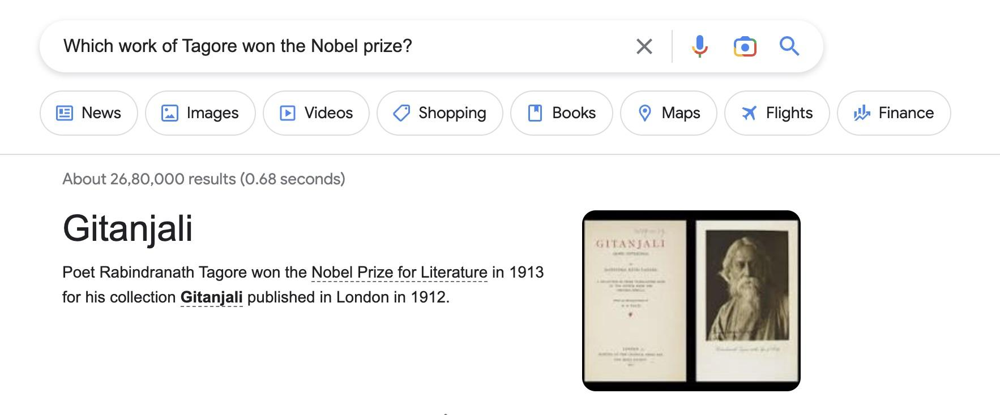 Which work of Tagore won the Nobel prize?
News Images Videos Shopping Books Maps Flights Finance
About 26,80,000 results (0.68 seconds)
Gitanjali
Poet Rabindranath Tagore won the Nobel Prize for Literature in 1913
for his collection Gitanjali published in London in 1912.
GITANJALI